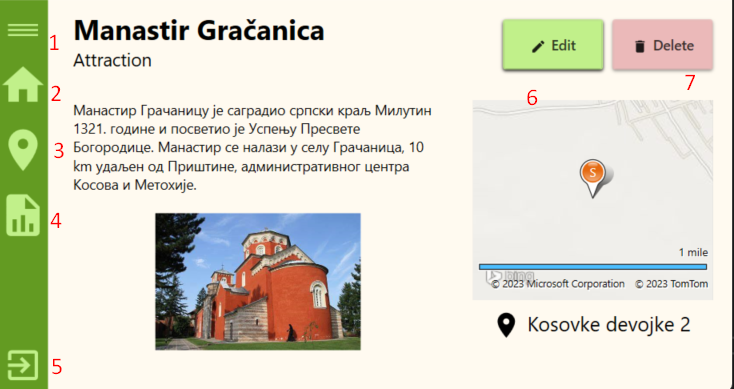 Manastir Gračanica
Attraction
Edit
Delete
1
2
3
4
5
6
7
Манастир Грачаницу је саградио српски краљ Милутин
1321. године и посветио је Успењу Пресвете
Богородице. Манастир се налази у селу Грачаница, 10
km удаљен од Приштине, административног центра
Косова и Метохије.
S
1 mile
bing
© 2023 Microsoft Corporation © 2023 TomTom
Kosovke devojke 2